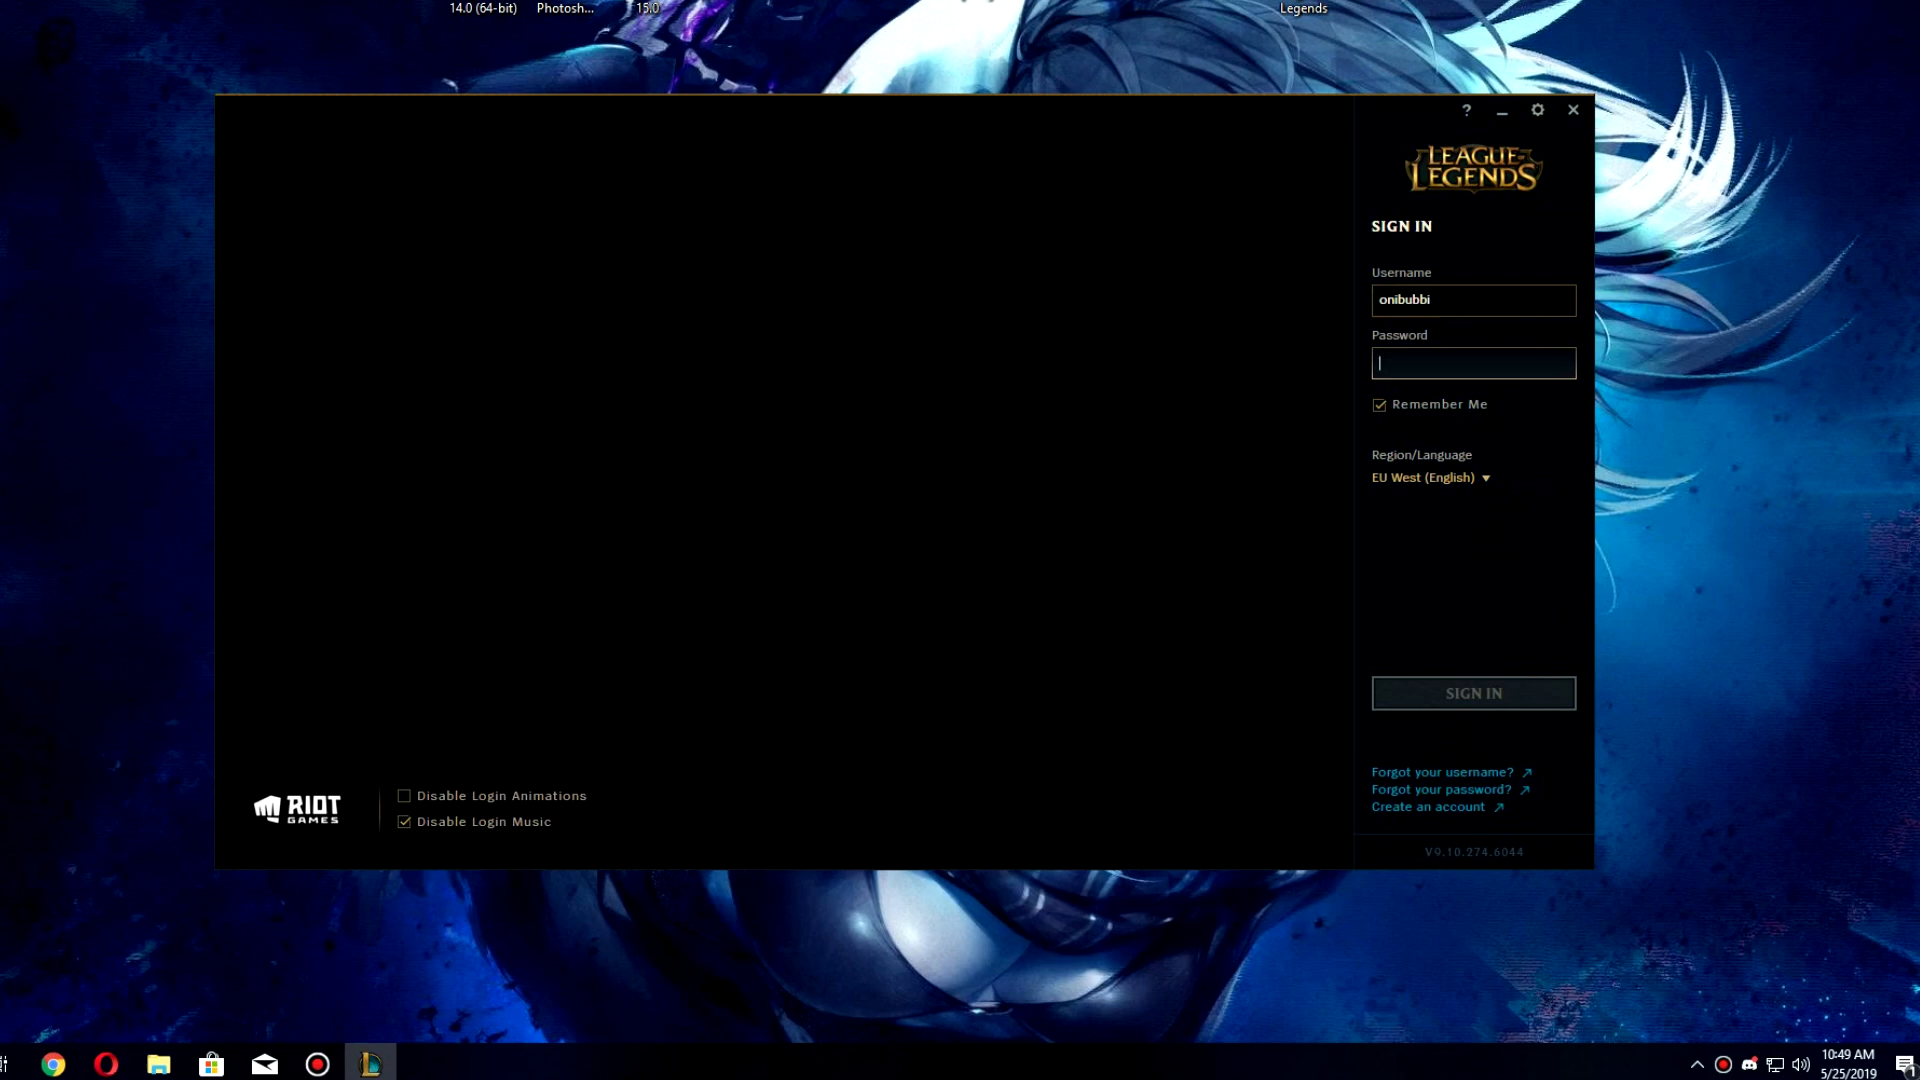 14.0 (64-bit) Photosh... 15.0 Legends
?
LEAGUE OF
LEGENDS
SIGN IN
Username
onibubbi
Password
Remember Me
Region/Language
EU West (English)
SIGN IN
Forgot your username?
Forgot your password?
Create an account
V9.10.274.6044
RIOT
GAMES
Disable Login Animations
Disable Login Music
10:49 AM
5/25/2019
1